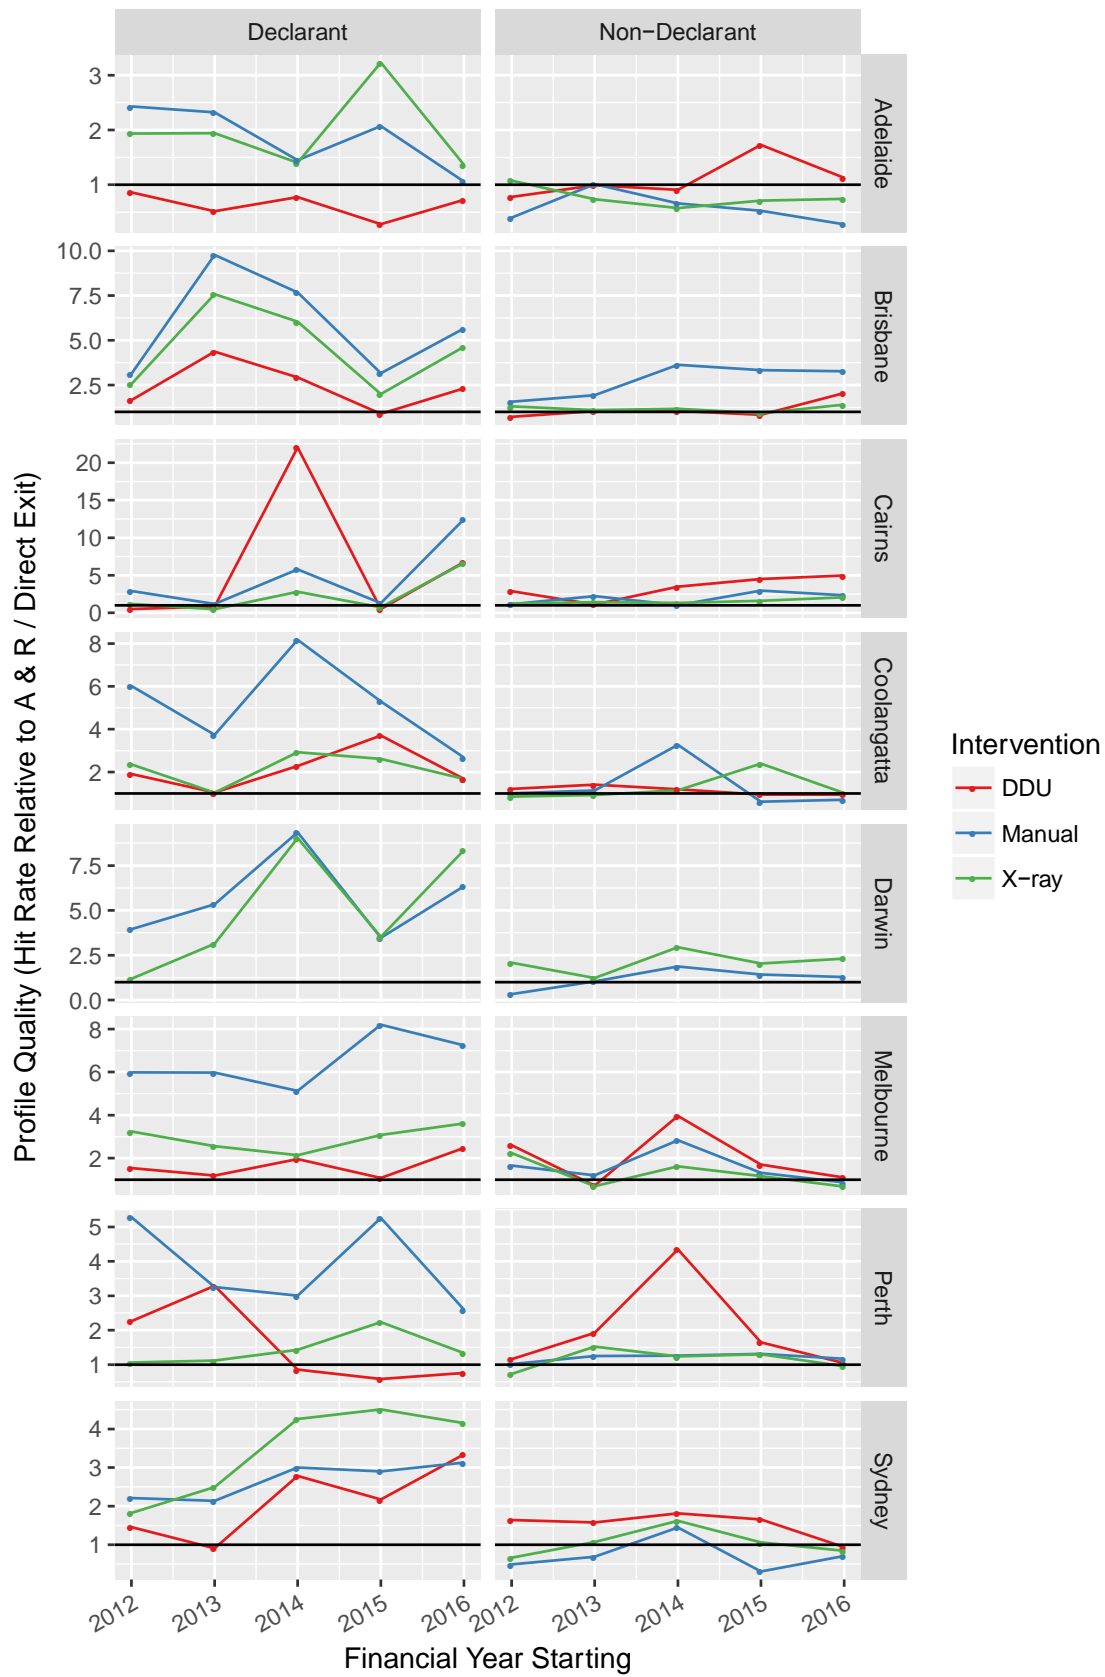 Declarant
Non−Declarant
3
2
1
Adelaide
10.0
7.5
5.0
2.5
Brisbane
20
15
10
5
0
Cairns
8
6
4
2
Coolangatta
7.5
5.0
2.5
0.0
Darwin
8
6
4
2
Melbourne
5
4
3
2
1
Perth
4
3
2
1
Sydney
2012
2013
2014
2015
2016
2012
2013
2014
2015
2016
Financial Year Starting
Profile Quality (Hit Rate Relative to A & R / Direct Exit)
Intervention
DDU
Manual
X−ray